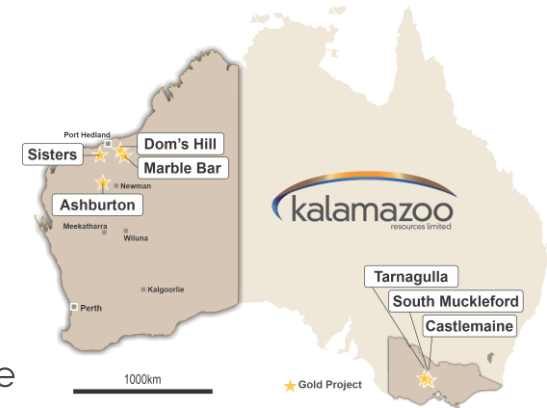 Port Hedland
Dom's Hill
Sisters
Marble Bar
Newman
Ashburton
Meekatharra
Wiluna
Kalgoorlie
Perth
kalamazoo
resources limited
Tarnagulla
South Muckleford
Castlemaine
e
1000km
Gold Project